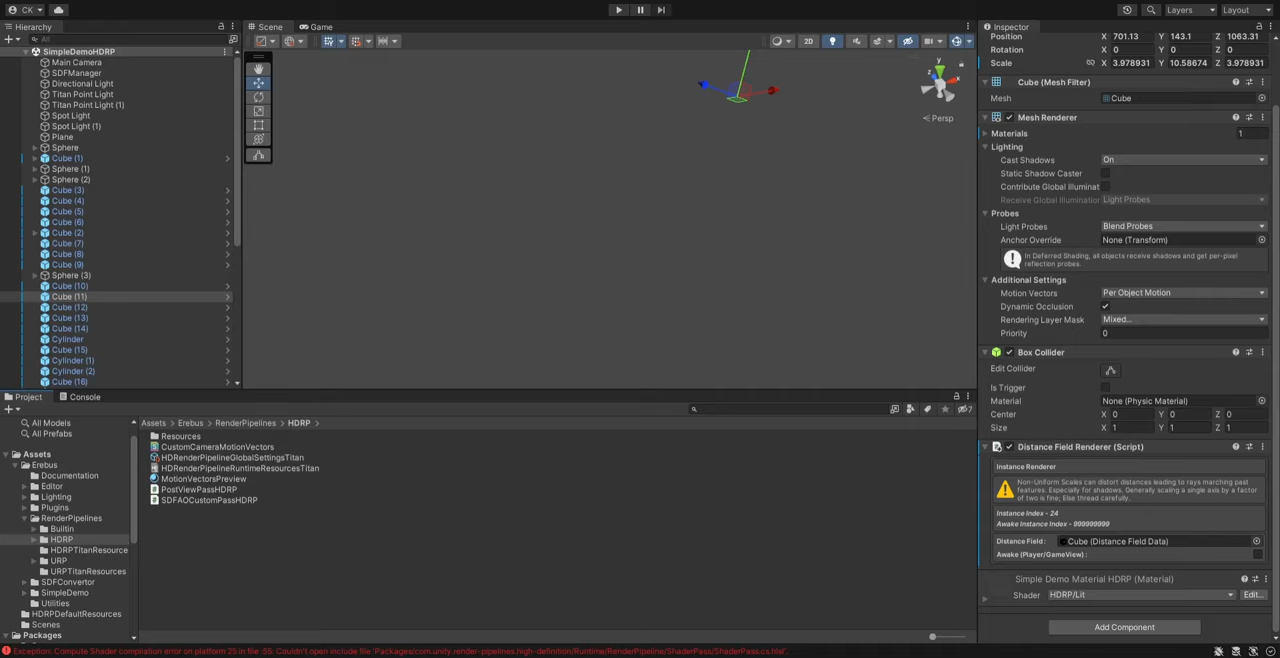 CK
Layers
Layout
Hierarchy
All
SimpleDemoHDRP
Main Camera
SDFManager
Directional Light
Titan Point Light
Titan Point Light (1)
Spot Light
Spot Light (1)
Plane
Sphere
Cube (1)
Sphere (1)
Sphere (2)
Cube (3)
Cube (4)
Cube (5)
Cube (6)
Cube (2)
Cube (7)
Cube (8)
Cube (9)
Sphere (3)
Cube (10)
Cube (11)
Cube (12)
Cube (13)
Cube (14)
Cylinder
Cube (15)
Cylinder (1)
Cylinder (2)
Cube (16)
Scene
Game
2D
y
z
x
Persp
Inspector
Position X 701.13 Y 143.1 Z 1063.31
Rotation X 0 Y 0 Z 0
Scale X 3.978931 Y 10.58674 Z 3.978931
Cube (Mesh Filter)
Mesh Cube
Mesh Renderer
Materials 1
Lighting
Cast Shadows On
Static Shadow Caster
Contribute Global Illuminat
Receive Global Illumination Light Probes
Probes
Light Probes Blend Probes
Anchor Override None (Transform)
In Deferred Shading, all objects receive shadows and get per-pixel
reflection probes.
Additional Settings
Motion Vectors Per Object Motion
Dynamic Occlusion
Rendering Layer Mask Mixed...
Priority 0
Box Collider
Edit Collider
Is Trigger
Material None (Physic Material)
Center X 0 Y 0 Z 0
Size X 1 Y 1 Z 1
Distance Field Renderer (Script)
Instance Renderer
Non-Uniform Scales can distort distances leading to rays marching past
features. Especially for shadows. Generally scaling a single axis by a factor
of two is fine; Else thread carefully.
Instance Index - 24
Awake Instance Index - 999999999
Distance Field : Cube (Distance Field Data)
Awake (Player/GameView) :
Simple Demo Material HDRP (Material)
Shader HDRP/Lit Edit...
Add Component
Project
Console
7
All Models
All Prefabs
Assets
Erebus
Documentation
Editor
Lighting
Plugins
RenderPipelines
Builtin
HDRP
HDRPTitanResource
URP
URPTitanResources
SDFConvertor
SimpleDemo
Utilities
HDRPDefaultResources
Scenes
Packages
Assets > Erebus > RenderPipelines > HDRP >
Resources
CustomCameraMotionVectors
HDRenderPipelineGlobalSettingsTitan
HDRenderPipelineRuntimeResourcesTitan
MotionVectorsPreview
PostViewPassHDRP
SDFAOCustomPassHDRP
Exception: Compute Shader compilation error on platform 25 in file :55. Couldn't open include file 'Packages/com.unity.render-pipelines.high-definition/Runtime/RenderPipeline/ShaderPass/ShaderPass.cs.hlsl'.